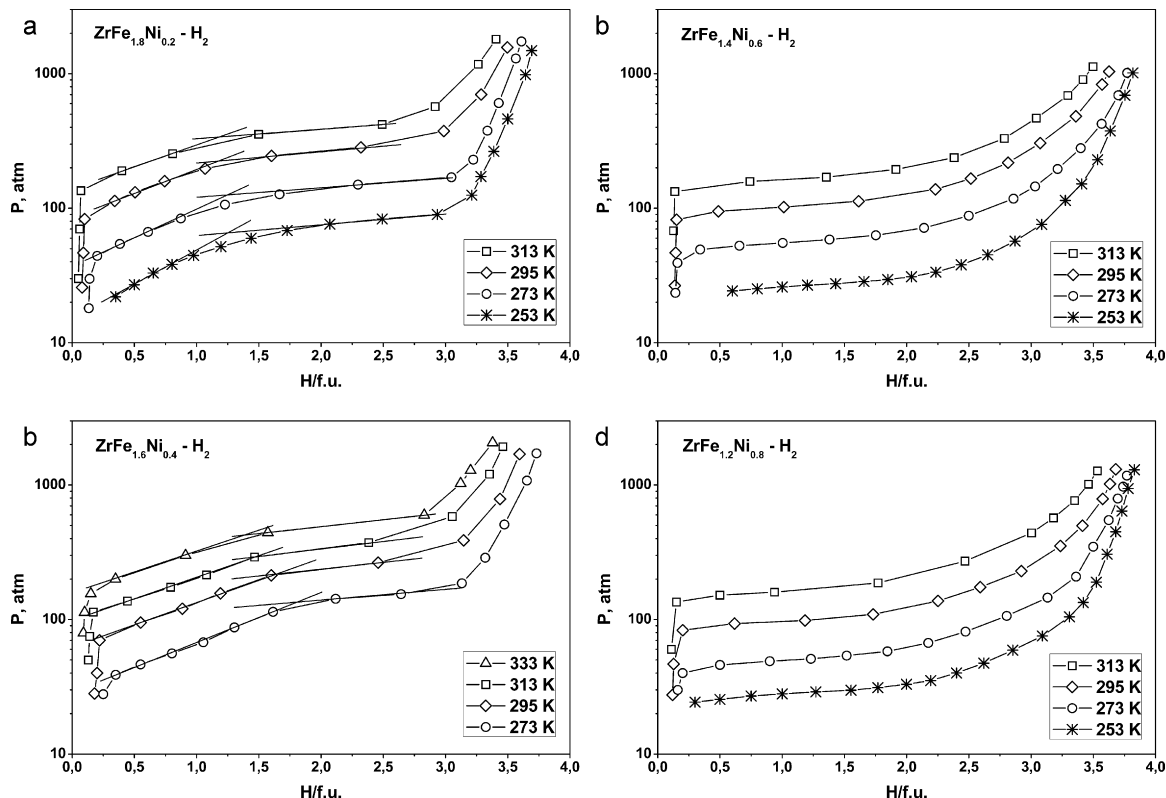 a
ZrFe1.8Ni0.2 - H2
1000
100
10
P, atm
0,0 0,5 1,0 1,5 2,0 2,5 3,0 3,5 4,0
H/f.u.
313 K
295 K
273 K
253 K
b
ZrFe1.4Ni0.6 - H2
1000
100
10
P, atm
0,0 0,5 1,0 1,5 2,0 2,5 3,0 3,5 4,0
H/f.u.
313 K
295 K
273 K
253 K
b
ZrFe1.6Ni0.4 - H2
1000
100
10
P, atm
0,0 0,5 1,0 1,5 2,0 2,5 3,0 3,5 4,0
H/f.u.
333 K
313 K
295 K
273 K
d
ZrFe1.2Ni0.8 - H2
1000
100
10
P, atm
0,0 0,5 1,0 1,5 2,0 2,5 3,0 3,5 4,0
H/f.u.
313 K
295 K
273 K
253 K